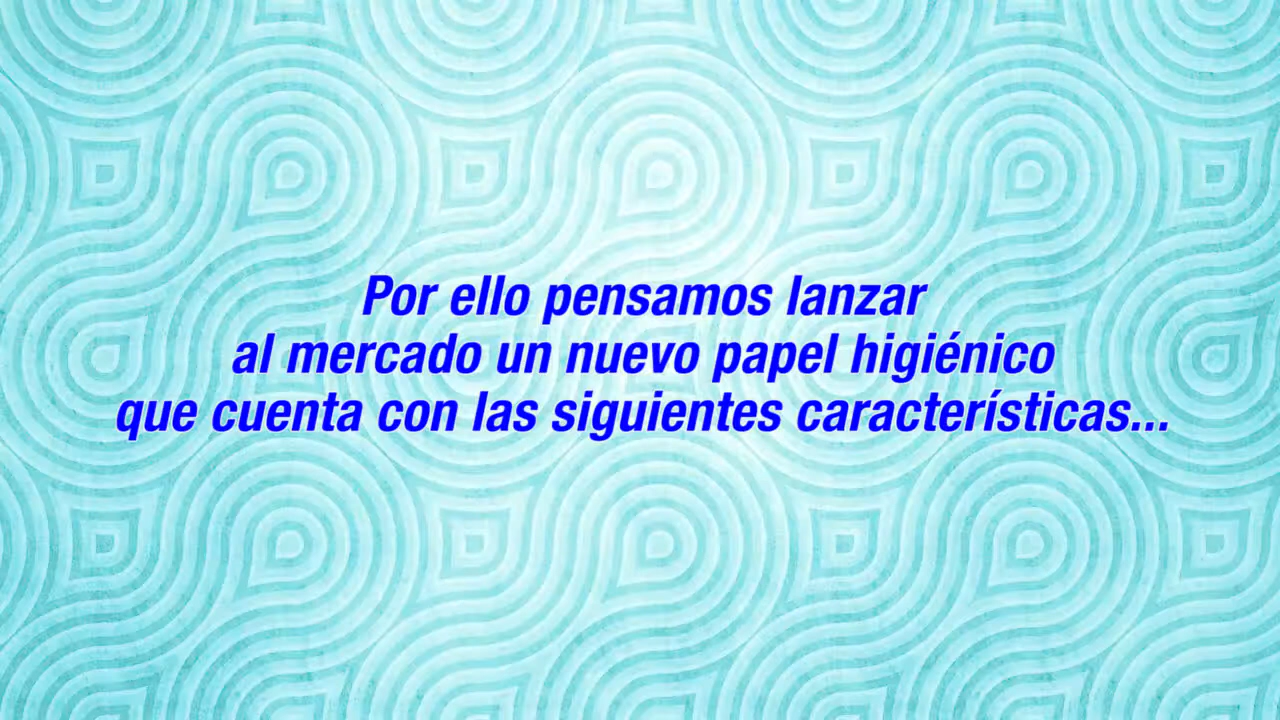 Por ello pensamos lanzar
al mercado un nuevo papel higiénico
que cuenta con las siguientes características...